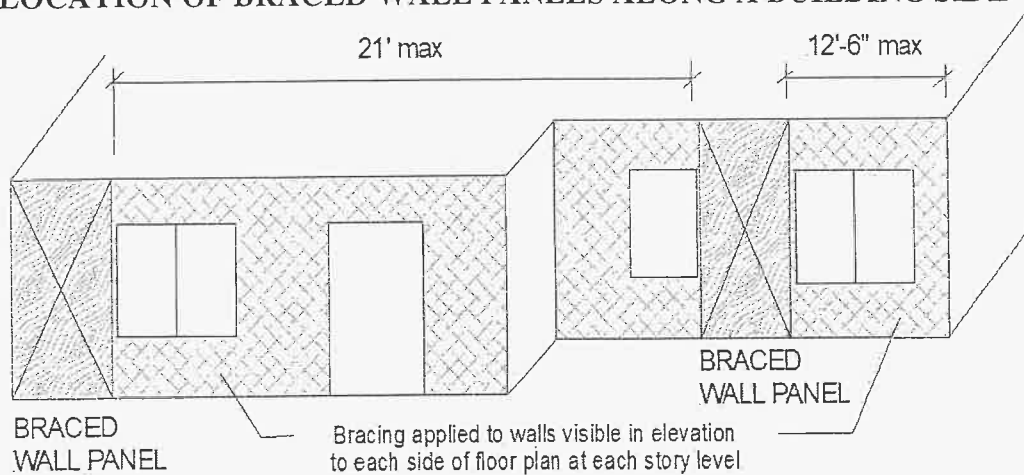 LOCATION OF BRACED WALL PANELS ALONG A BUILDING SIDE
21' max
12'-6" max
BRACED
WALL PANEL
BRACED
WALL PANEL
Bracing applied to walls visible in elevation
to each side of floor plan at each story level